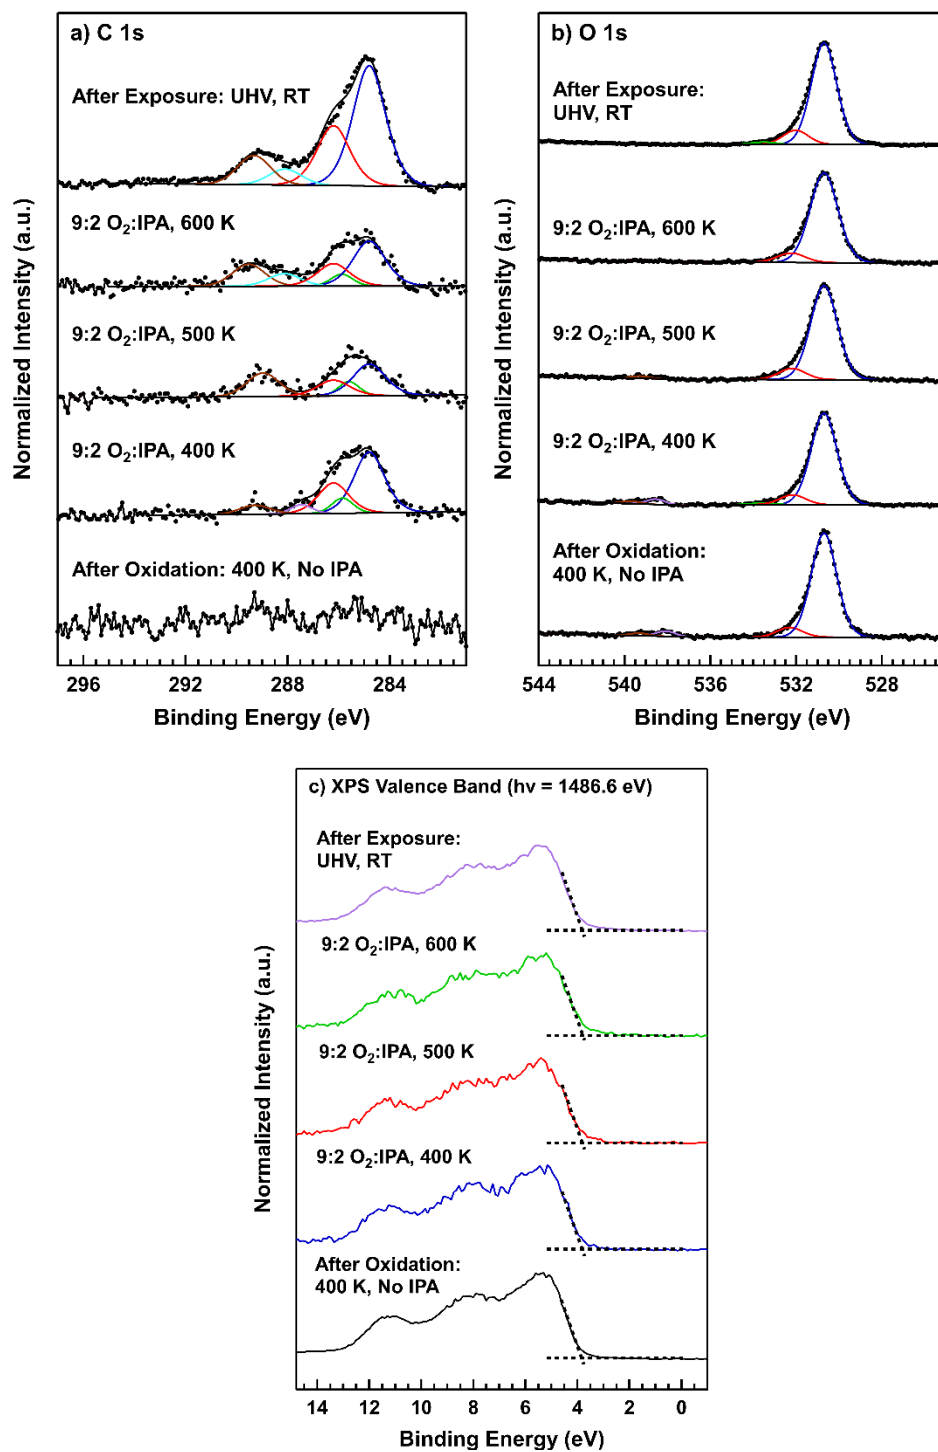 a) C 1s
After Exposure: UHV, RT
9:2 O₂:IPA, 600 K
9:2 O₂:IPA, 500 K
9:2 O₂:IPA, 400 K
After Oxidation: 400 K, No IPA
Normalized Intensity (a.u.)
296 292 288 284
Binding Energy (eV)
b) O 1s
After Exposure:
UHV, RT
9:2 O₂:IPA, 600 K
9:2 O₂:IPA, 500 K
9:2 O₂:IPA, 400 K
After Oxidation:
400 K, No IPA
Normalized Intensity (a.u.)
544 540 536 532 528
Binding Energy (eV)
c) XPS Valence Band (hν = 1486.6 eV)
After Exposure:
UHV, RT
9:2 O₂:IPA, 600 K
9:2 O₂:IPA, 500 K
9:2 O₂:IPA, 400 K
After Oxidation:
400 K, No IPA
Normalized Intensity (a.u.)
14 12 10 8 6 4 2 0
Binding Energy (eV)